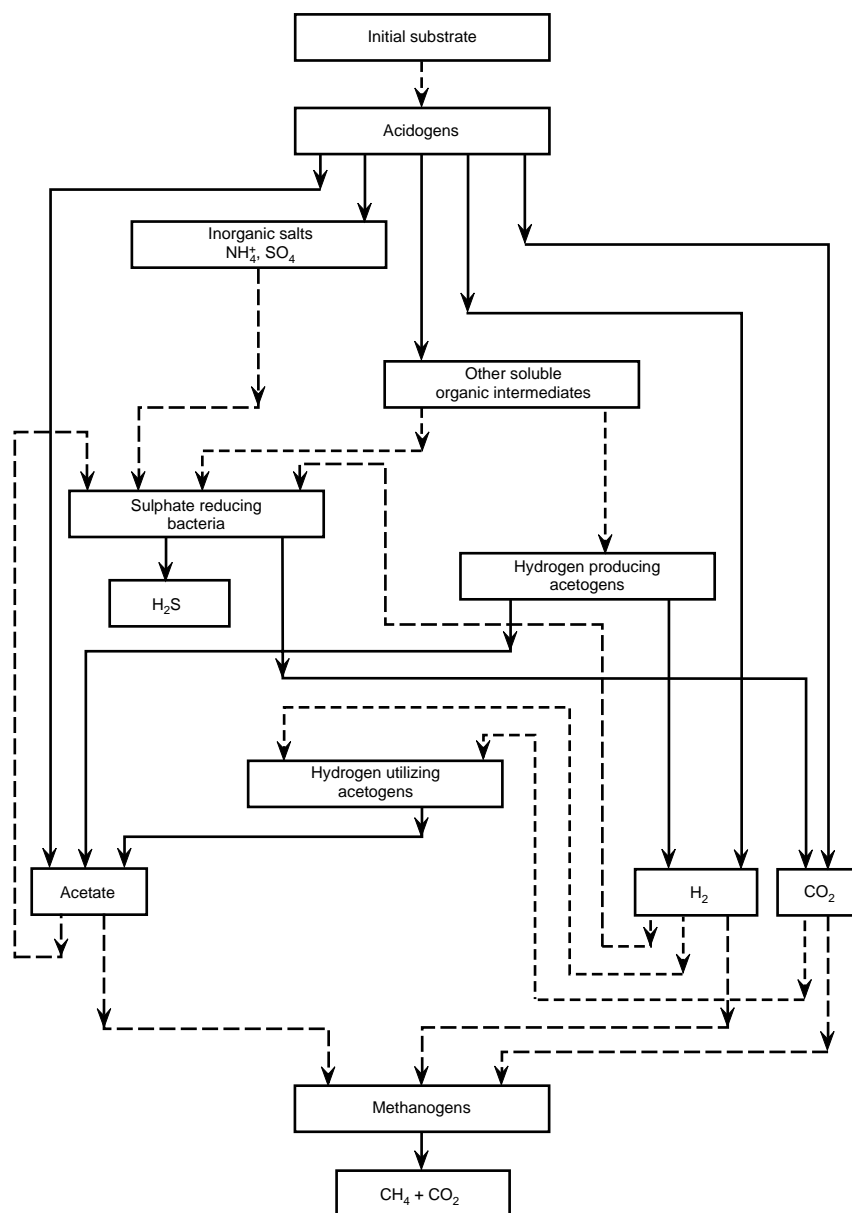 Initial substrate
Acidogens
Inorganic salts
NH₄⁺, SO₄
Other soluble
organic intermediates
Sulphate reducing
bacteria
Hydrogen producing
acetogens
H₂S
Hydrogen utilizing
acetogens
Acetate
H₂
CO₂
Methanogens
CH₄ + CO₂